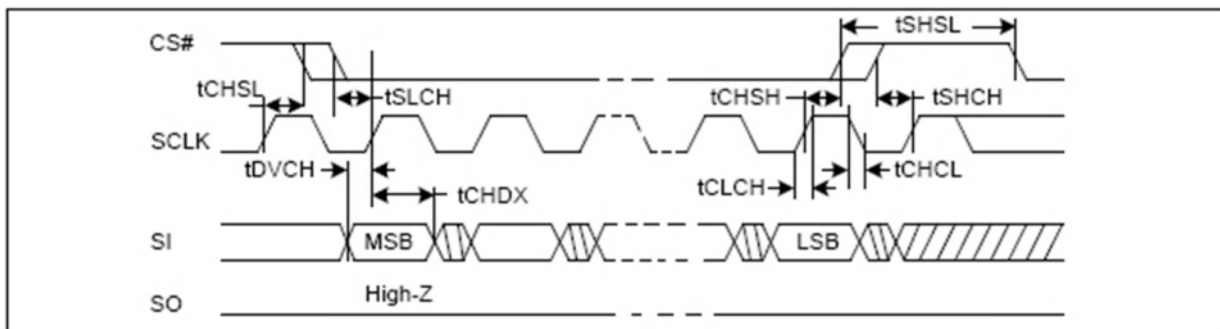 tSHSL
CS#
tCHSL
tSLCH
tCHSH
tSHCH
SCLK
tDVCH
tCHDX
tCLCH
tCHCL
SI
MSB
LSB
High-Z
SO